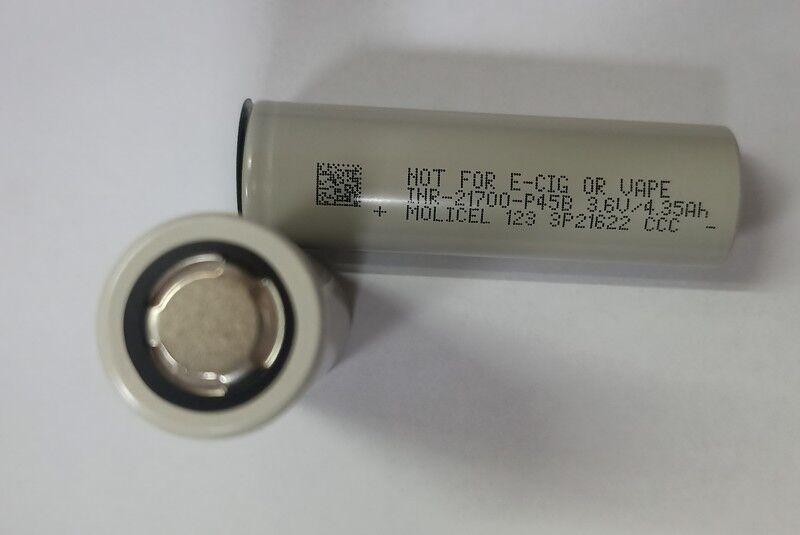 NOT FOR E-CIG OR VAPE
INR-21700-P45B 3.6V/4.35Ah
+ MOLICEL 123 3P21622 CCC -